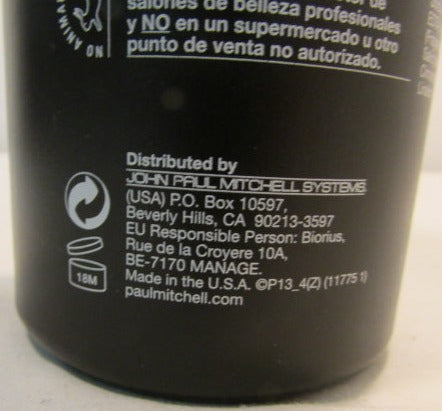 salones de belleza profesionales
y NO en un supermercado u otro
punto de venta no autorizado.
NO ANIMA
Distributed by
JOHN PAUL MITCHELL SYSTEMS
(USA) P.O. Box 10597,
Beverly Hills, CA 90213-3597
EU Responsible Person: Biorius,
Rue de la Croyere 10A,
BE-7170 MANAGE.
18M
Made in the U.S.A. ©P13_4(Z) (11775 1)
paulmitchell.com